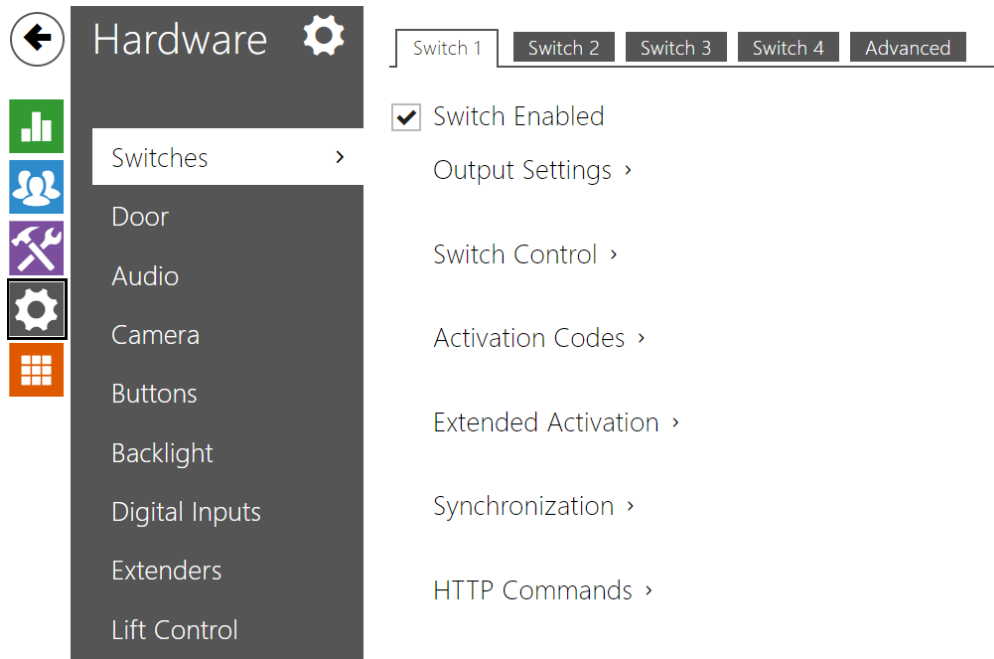 Hardware
Switches
Door
Audio
Camera
Buttons
Backlight
Digital Inputs
Extenders
Lift Control
Switch 1 Switch 2 Switch 3 Switch 4 Advanced
Switch Enabled
Output Settings
Switch Control
Activation Codes
Extended Activation
Synchronization
HTTP Commands